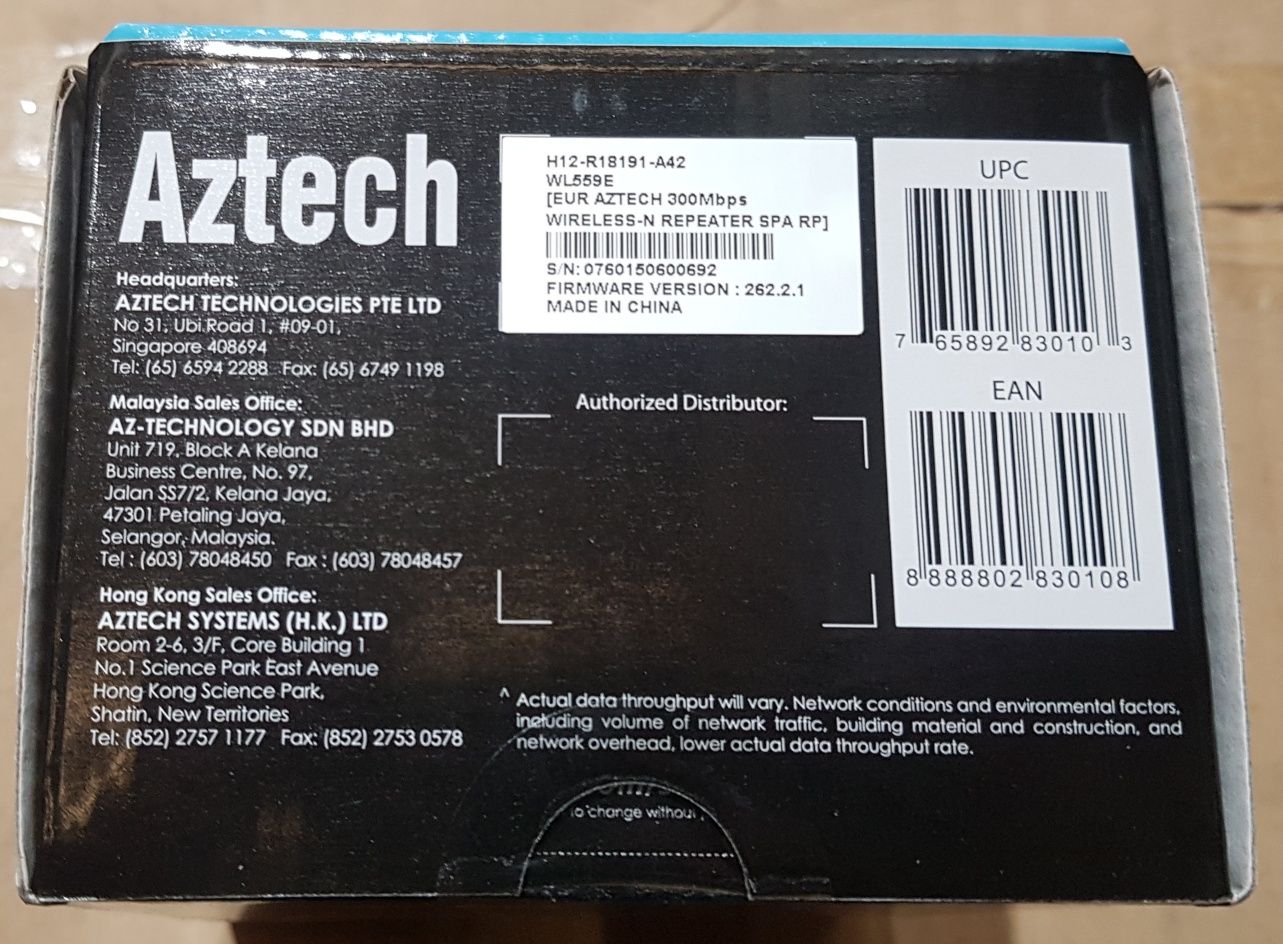 Aztech
Headquarters:
AZTECH TECHNOLOGIES PTE LTD
No 31, Ubi Road 1, #09-01,
Singapore 408694
Tel: (65) 6594 2288 Fax: (65) 6749 1198
Malaysia Sales Office:
AZ-TECHNOLOGY SDN BHD
Unit 719, Block A Kelana
Business Centre, No. 97,
Jalan SS7/2, Kelana Jaya,
47301 Petaling Jaya,
Selangor, Malaysia.
Tel : (603) 78048450 Fax : (603) 78048457
Hong Kong Sales Office:
AZTECH SYSTEMS (H.K.) LTD
Room 2-6, 3/F, Core Building 1
No.1 Science Park East Avenue
Hong Kong Science Park,
Shatin, New Territories
Tel: (852) 2757 1177 Fax: (852) 2753 0578
H12-R18191-A42
WL559E
[EUR AZTECH 300Mbps
WIRELESS-N REPEATER SPA RP]
S/N: 0760150600692
FIRMWARE VERSION : 262.2.1
MADE IN CHINA
Authorized Distributor:
UPC
7 65892 83010 3
EAN
8 888802 830108
^ Actual data throughput will vary. Network conditions and environmental factors,
including volume of network traffic, building material and construction, and
network overhead, lower actual data throughput rate.
to change without